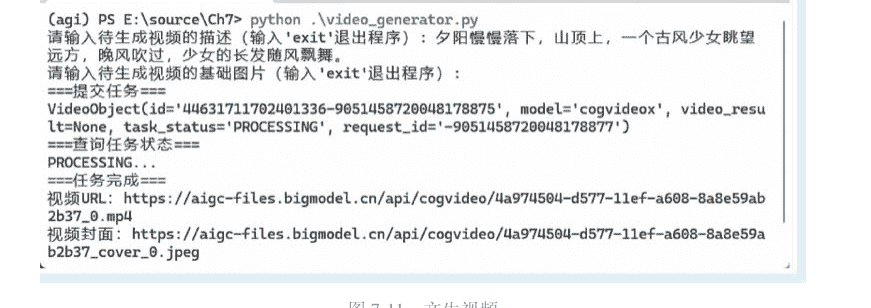 (agi) PS E:\source\Ch7> python .\video_generator.py
请输入待生成视频的描述（输入'exit'退出程序）：夕阳慢慢落下，山顶上，一个古风少女眺望
远方，晚风吹过，少女的长发随风飘舞。
请输入待生成视频的基础图片（输入'exit'退出程序）：
===提交任务===
VideoObject(id='44631711702401336-9051458720048178875', model='cogvideox', video_resu
lt=None, task_status='PROCESSING', request_id='-9051458720048178877')
===查询任务状态===
PROCESSING...
===任务完成===
视频URL：https://aigc-files.bigmodel.cn/api/cogvideo/4a974504-d577-11ef-a608-8a8e59ab
2b37_0.mp4
视频封面：https://aigc-files.bigmodel.cn/api/cogvideo/4a974504-d577-11ef-a608-8a8e59a
b2b37_cover_0.jpeg